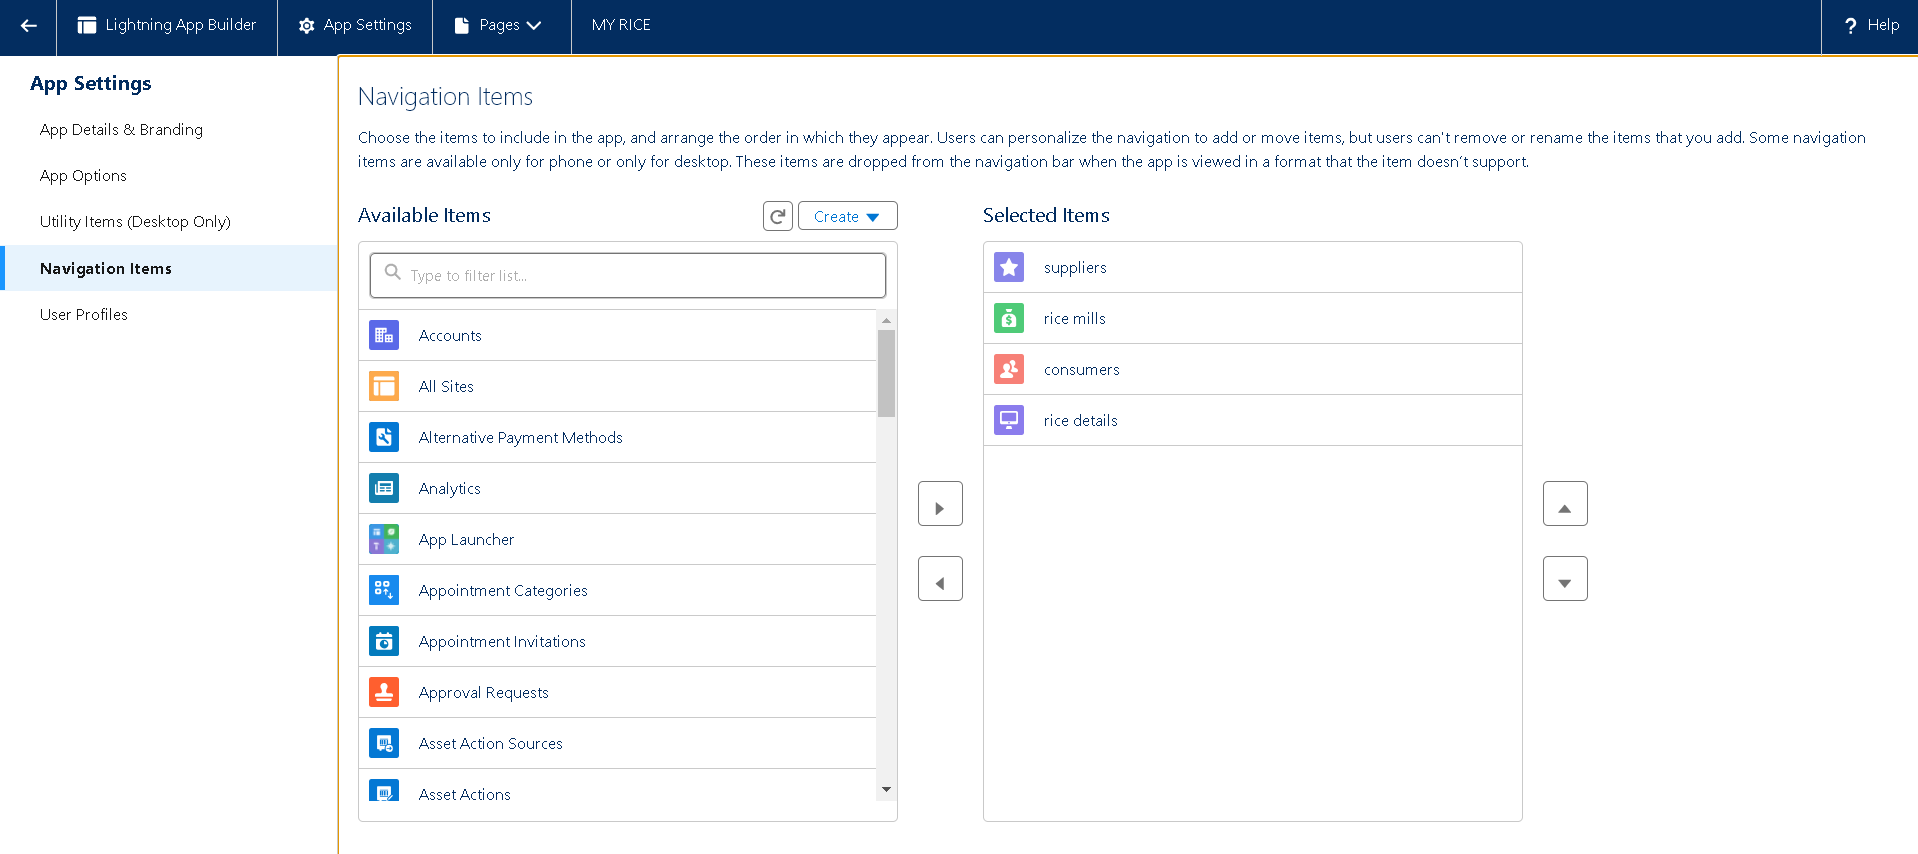 Lightning App Builder
App Settings
Pages
MY RICE
? Help
App Settings
App Details & Branding
App Options
Utility Items (Desktop Only)
Navigation Items
User Profiles
Navigation Items
Choose the items to include in the app, and arrange the order in which they appear. Users can personalize the navigation to add or move items, but users can't remove or rename the items that you add. Some navigation
items are available only for phone or only for desktop. These items are dropped from the navigation bar when the app is viewed in a format that the item doesn’t support.
Available Items
Create
Type to filter list...
Accounts
All Sites
Alternative Payment Methods
Analytics
App Launcher
Appointment Categories
Appointment Invitations
Approval Requests
Asset Action Sources
Asset Actions
Selected Items
suppliers
rice mills
consumers
rice details